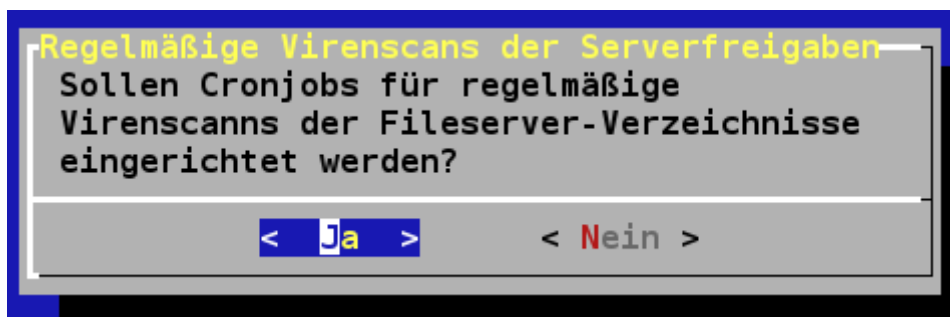 Regelmäßige Virenscans der Serverfreigaben
Sollen Cronjobs für regelmäßige
Virenscanns der Fileserver-Verzeichnisse
eingerichtet werden?
< Ja > < Nein >